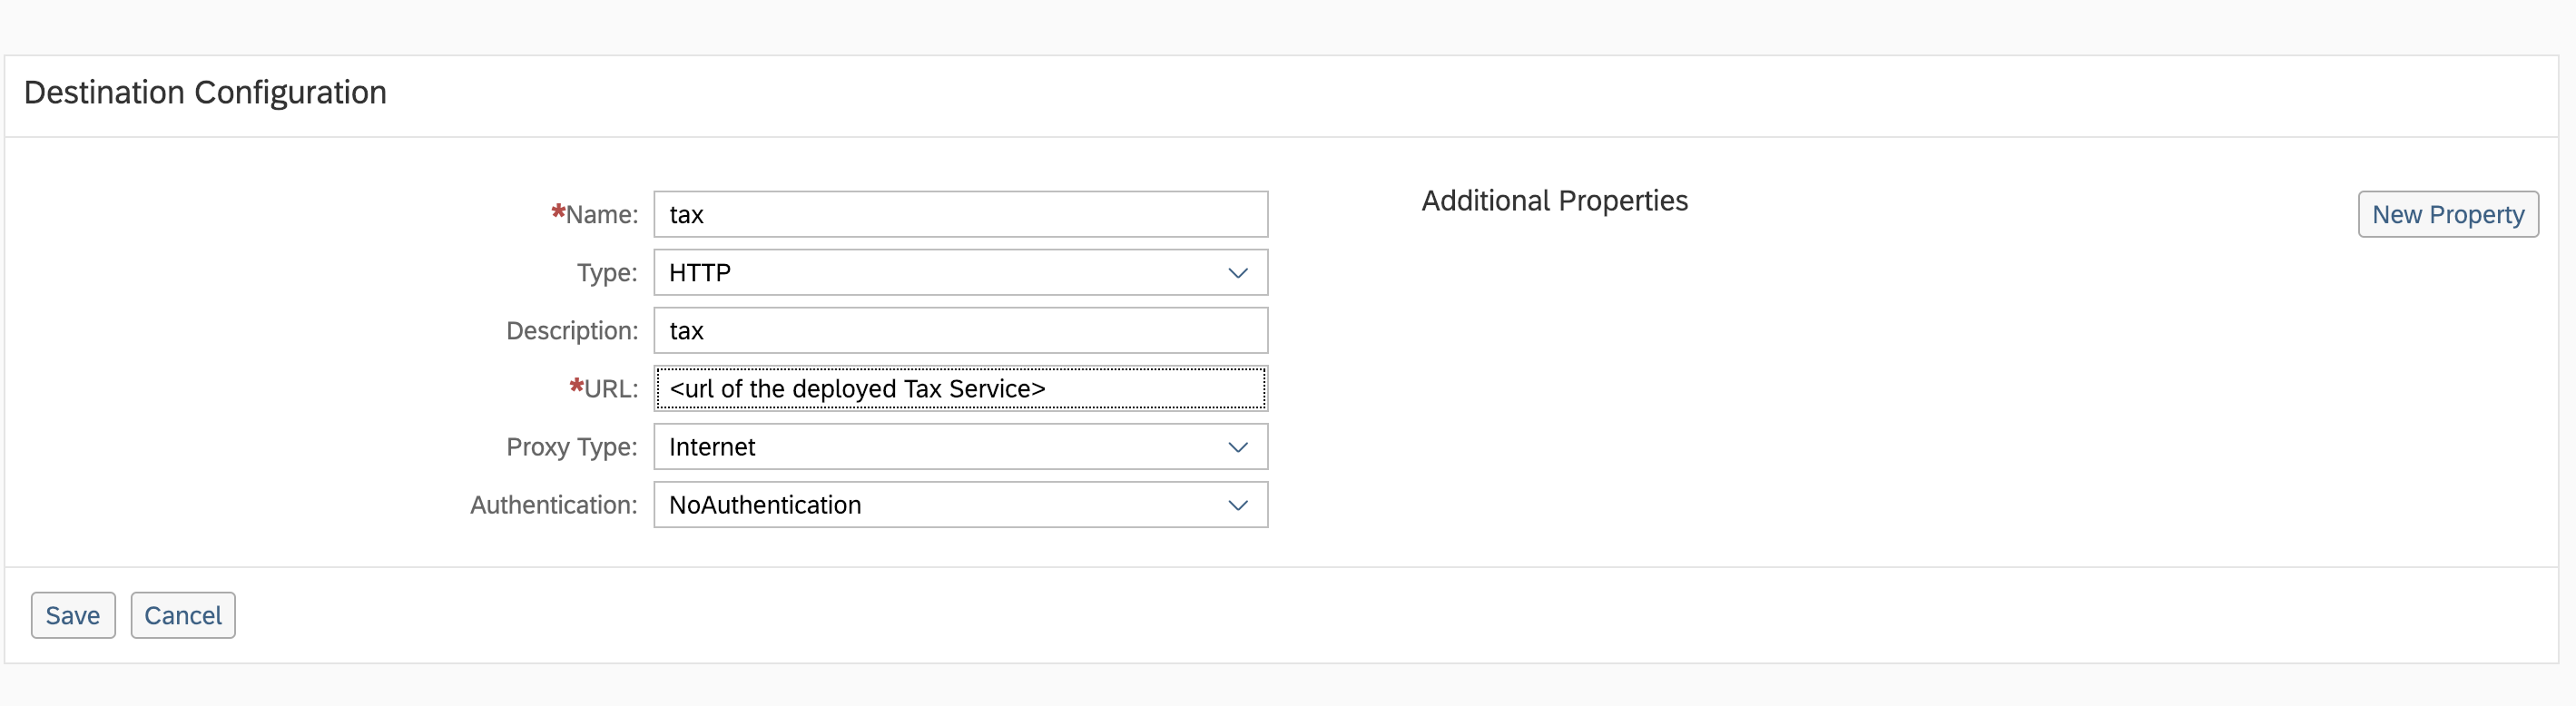 Destination Configuration
*Name: tax
Type: HTTP
Description: tax
*URL: <url of the deployed Tax Service>
Proxy Type: Internet
Authentication: NoAuthentication
Additional Properties
New Property
Save Cancel